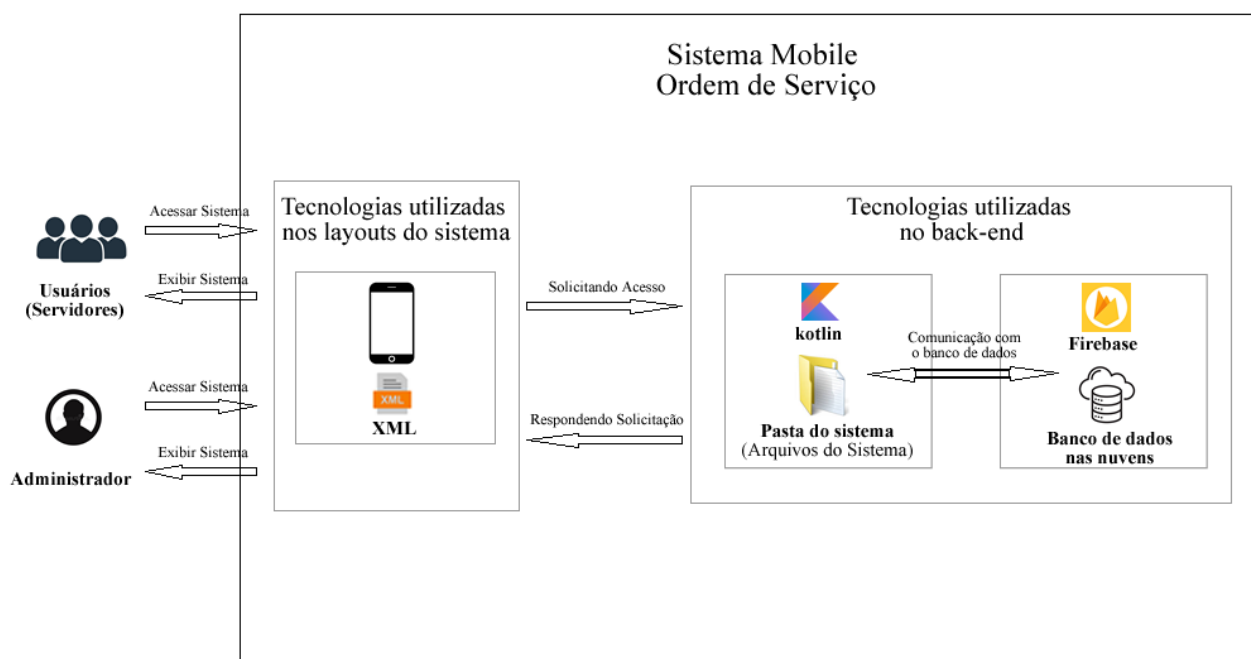 Sistema Mobile
Ordem de Serviço
Acessar Sistema
Exibir Sistema
Usuários
(Servidores)
Acessar Sistema
Exibir Sistema
Administrador
Tecnologias utilizadas
nos layouts do sistema
XML
XML
Solicitando Acesso
Respondendo Solicitação
Tecnologias utilizadas
no back-end
kotlin
Pasta do sistema
(Arquivos do Sistema)
Comunicação com
o banco de dados
Firebase
Banco de dados
nas nuvens